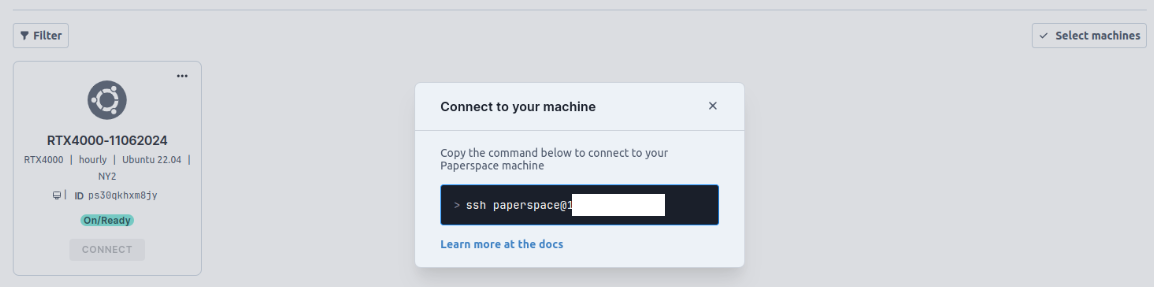 Filter
Select machines
•••
RTX4000-11062024
RTX4000 | hourly | Ubuntu 22.04 |
NY2
| ID ps30qkhxm8jy
On/Ready
CONNECT
Connect to your machine
Copy the command below to connect to your
Paperspace machine
> ssh paperspace@1
Learn more at the docs